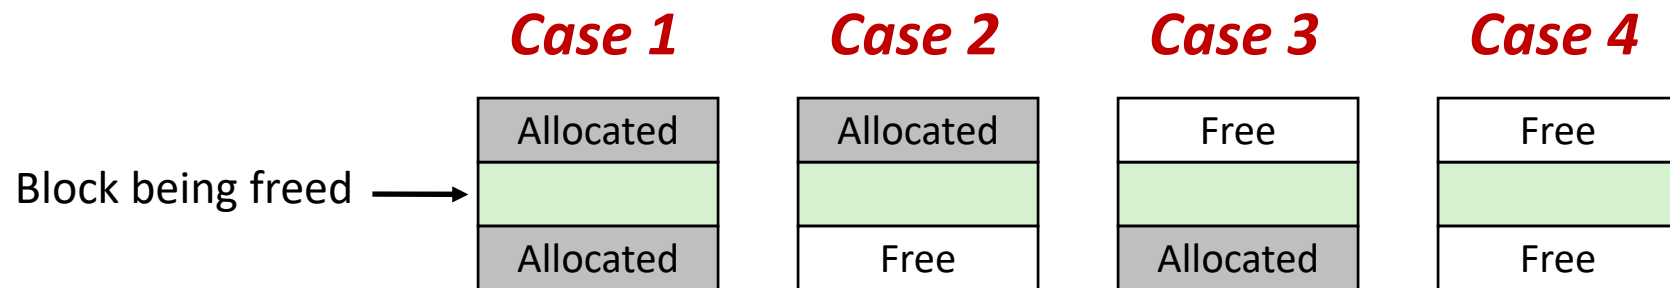 Case 1 Case 2 Case 3 Case 4
Allocated Allocated Free Free
Block being freed
Allocated Free Allocated Free